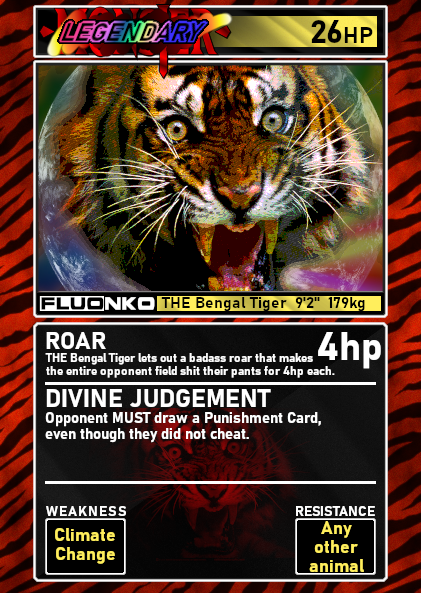 LEGENDARY
26HP
FLUONKO THE Bengal Tiger 9'2" 179kg
ROAR
4hp
THE Bengal Tiger lets out a badass roar that makes
the entire opponent field shit their pants for 4hp each.
DIVINE JUDGEMENT
Opponent MUST draw a Punishment Card,
even though they did not cheat.
WEAKNESS
Climate
Change
RESISTANCE
Any
other
animal